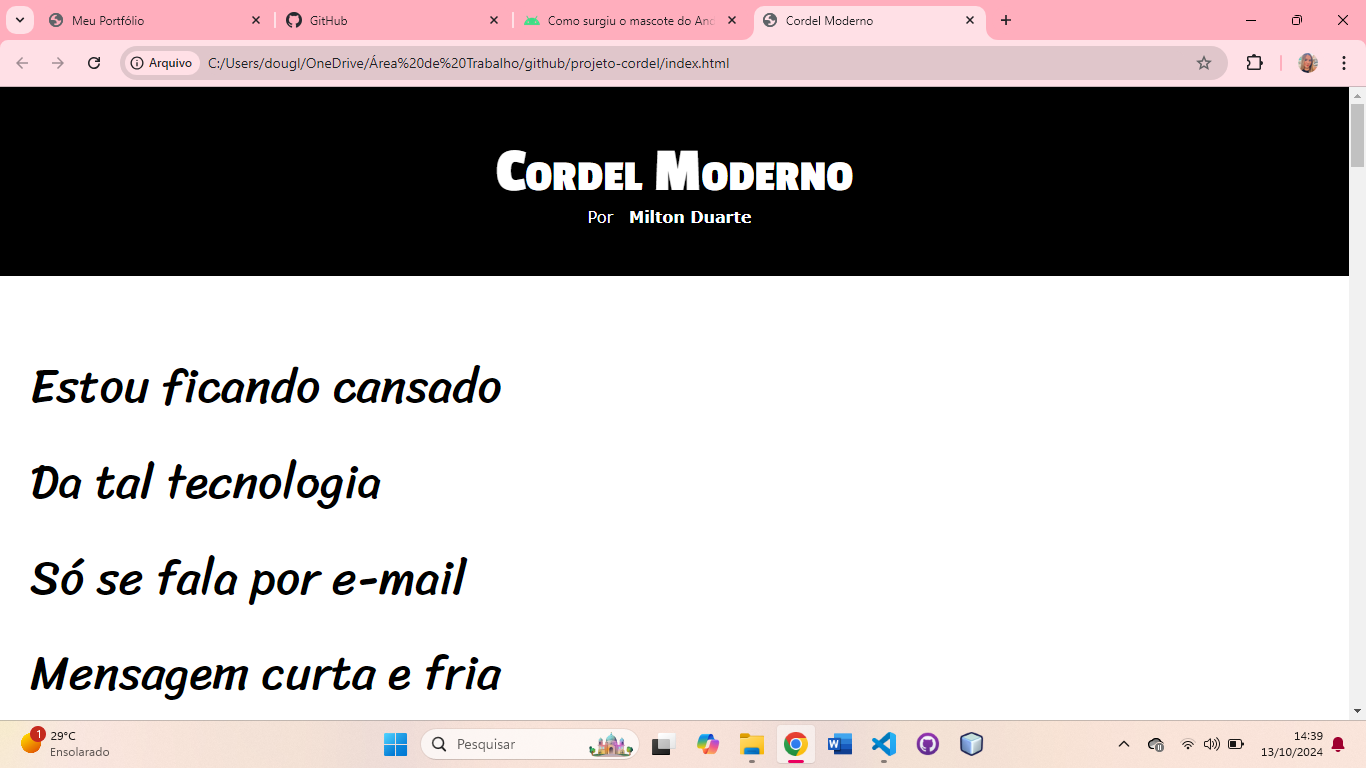 Meu Portfólio
GitHub
Como surgiu o mascote do And
Cordel Moderno
Arquivo
C:/Users/dougl/OneDrive/Área%20de%20Trabalho/github/projeto-cordel/index.html
Cordel Moderno
Por Milton Duarte
Estou ficando cansado
Da tal tecnologia
Só se fala por e-mail
Mensagem curta e fria
1
29°C
Ensolarado
Pesquisar
14:39
13/10/2024